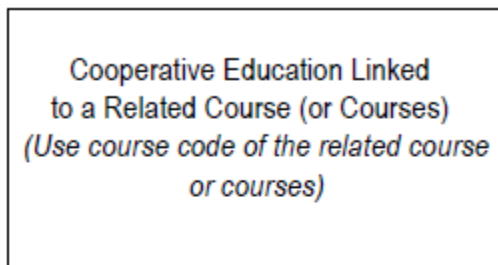 Cooperative Education Linked
to a Related Course (or Courses)
(Use course code of the related course
or courses)